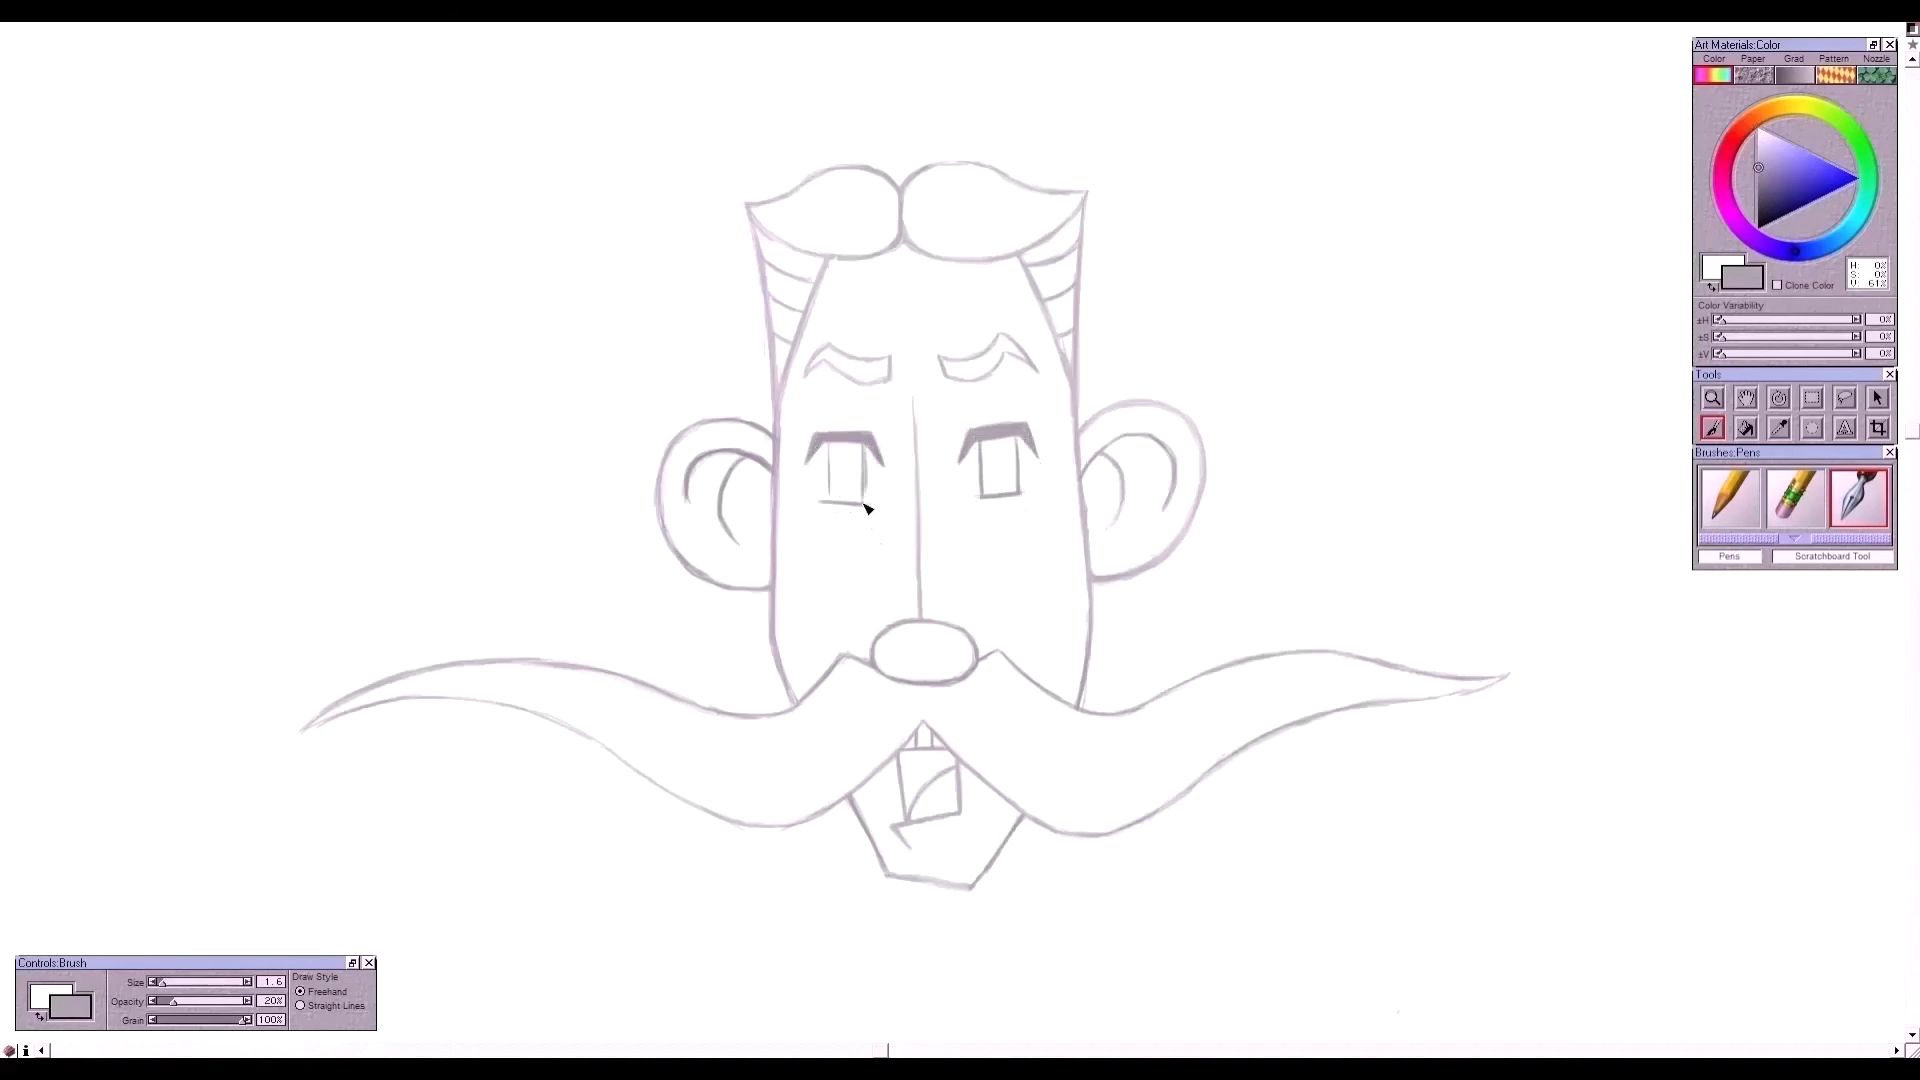 Art Materials:Color
Color Paper Grad Pattern Nozzle
H: 0%
S: 0%
V: 61%
Clone Color
Color Variability
±H 0%
±S 0%
±V 0%
Tools
Brushes:Pens
Pens Scratchboard Tool
Controls:Brush
Size 1.6
Opacity 20%
Grain 100%
Draw Style
Freehand
Straight Lines